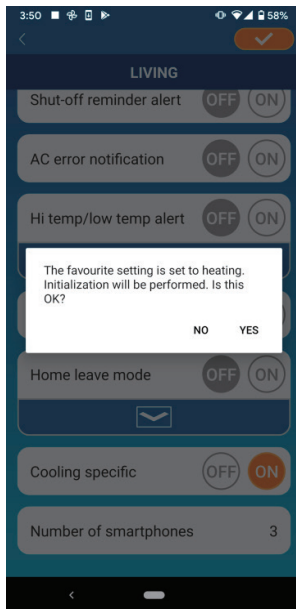 3:50 58%
LIVING
Shut-off reminder alert OFF ON
AC error notification OFF ON
Hi temp/low temp alert OFF ON
The favourite setting is set to heating.
Initialization will be performed. Is this
OK?
NO YES
Home leave mode OFF ON
Cooling specific OFF ON
Number of smartphones 3